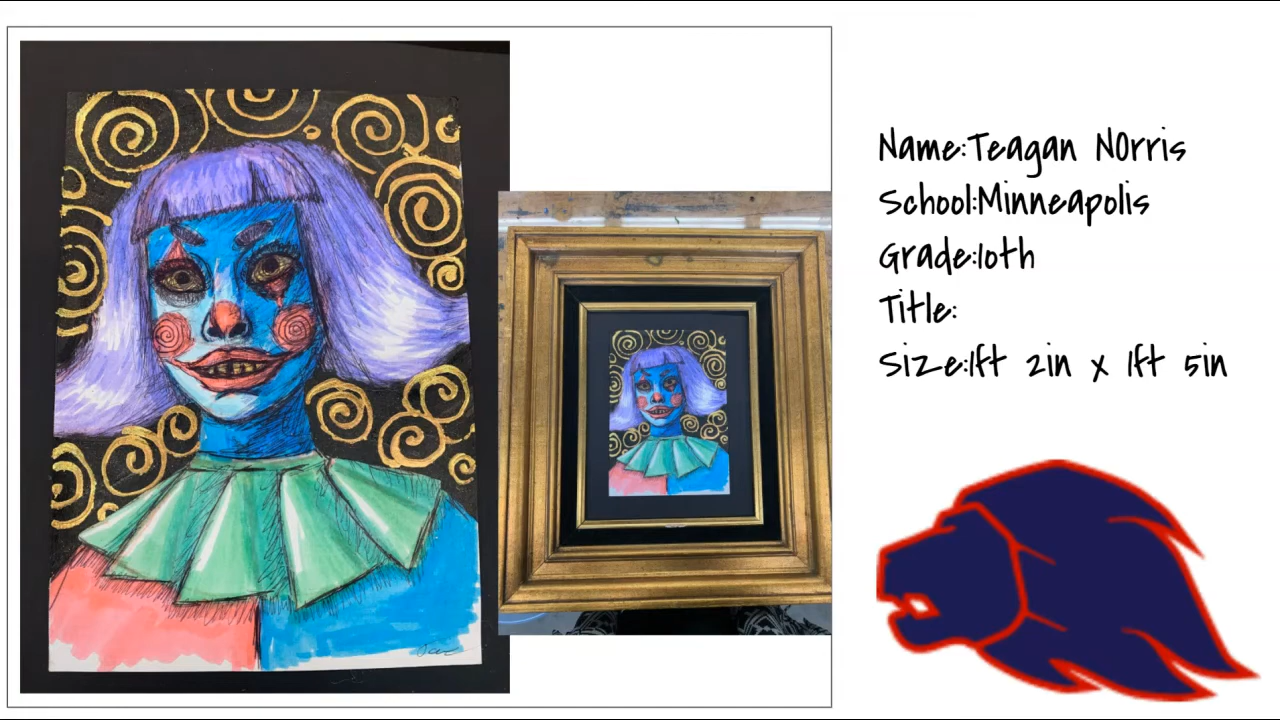 Name:Teagan NOrris
School:Minneapolis
Grade:10th
Title:
Size:1ft 2in x 1ft 5in